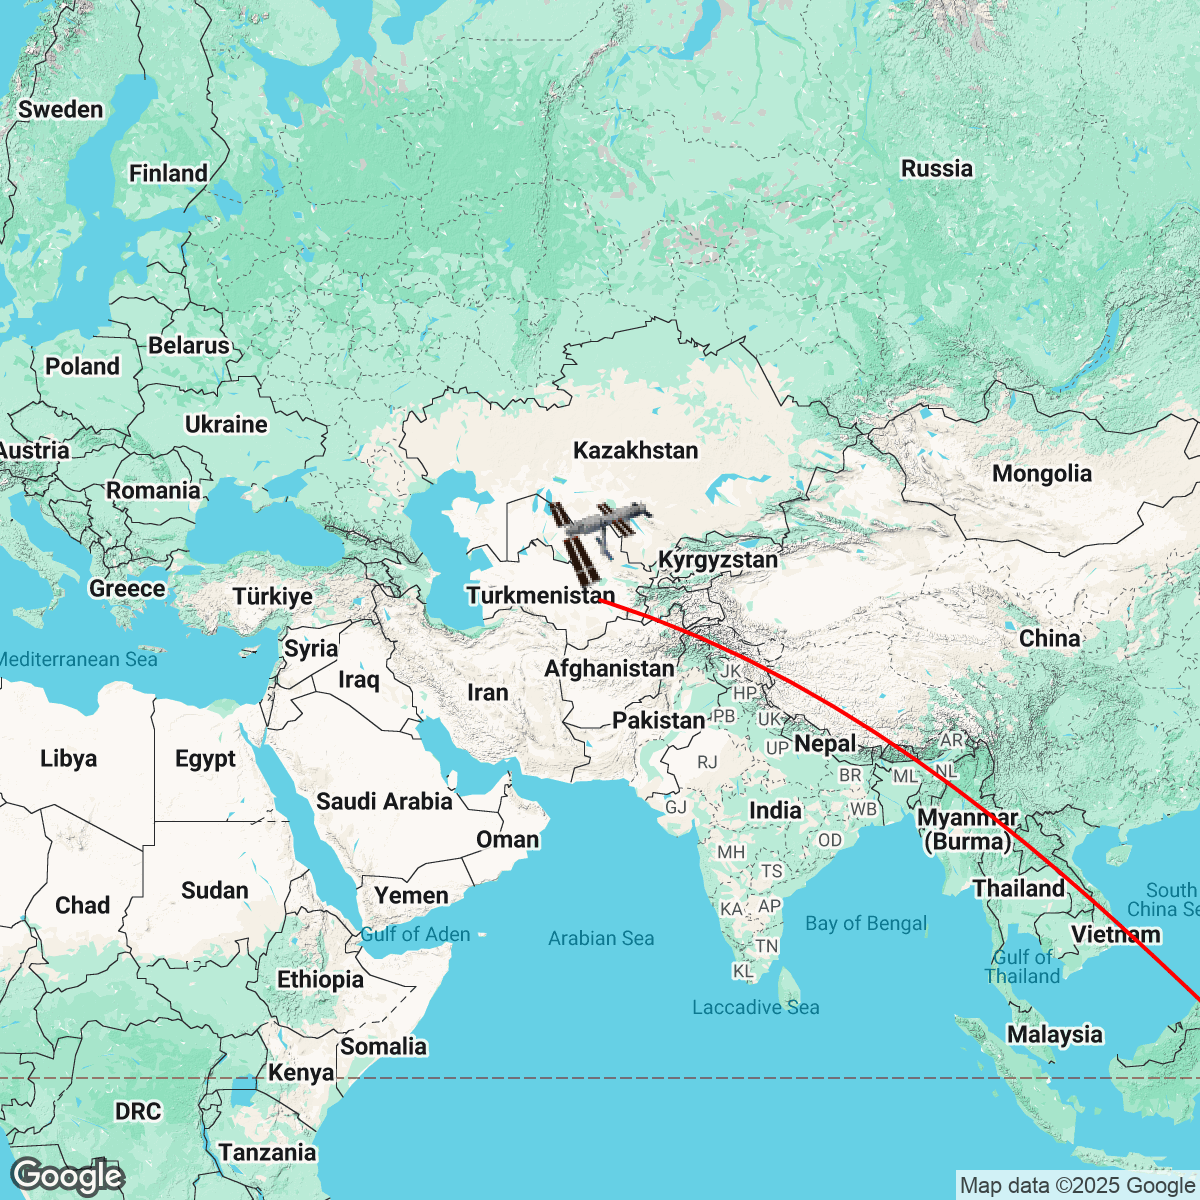 Sweden
Finland
Russia
Belarus
Poland
Ukraine
Austria
Kazakhstan
Mongolia
Romania
Kyrgyzstan
Greece
Türkiye
Turkmenistan
China
Syria
Mediterranean Sea
Afghanistan
JK
Iraq
Iran
HP
Pakistan
PB
UK
Nepal
AR
UP
Libya
Egypt
RJ
BR
ML
NL
Saudi Arabia
GJ
India
WB
Myanmar
(Burma)
Oman
OD
MH
TS
Sudan
Yemen
Thailand
South
China Se
Chad
KA
AP
Bay of Bengal
Gulf of Aden
Arabian Sea
Vietnam
TN
Gulf of
Thailand
KL
Ethiopia
Laccadive Sea
Malaysia
Somalia
Kenya
DRC
Tanzania
Google
Map data ©2025 Google